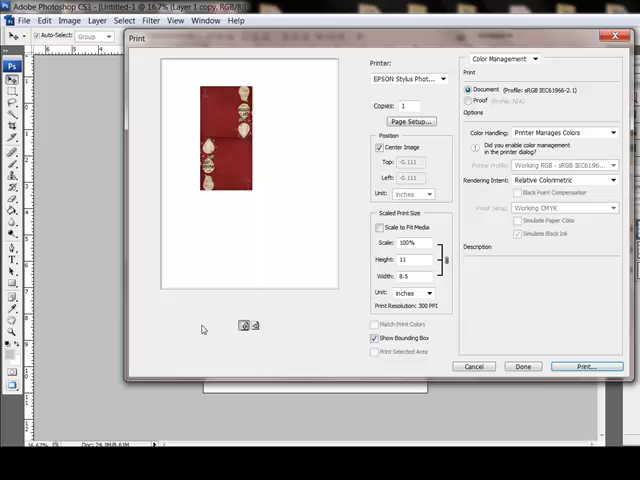 Adobe Photoshop CS3 - [Untitled-1 @ 16.7% (Layer 1 copy, RGB/8)]
File Edit Image Layer Select Filter View Window Help
Auto-Select: Group
Print
Printer:
EPSON Stylus Phot...
Copies: 1
Page Setup...
Position
Center Image
Top: -0.111
Left: -0.111
Unit: inches
Scaled Print Size
Scale to Fit Media
Scale: 100%
Height: 11
Width: 8.5
Unit: inches
Print Resolution: 300 PPI
Match Print Colors
Show Bounding Box
Print Selected Area
Color Management
Print
Document (Profile: sRGB IEC61966-2.1)
Proof (Profile: N/A)
Options
Color Handling: Printer Manages Colors
Did you enable color management
in the printer dialog?
Printer Profile: Working RGB - sRGB IEC6196...
Rendering Intent: Relative Colorimetric
Black Point Compensation
Proof Setup: Working CMYK
Simulate Paper Color
Simulate Black Ink
Description
Cancel Done Print...
16.67% Doc: 24.1M/8.61M